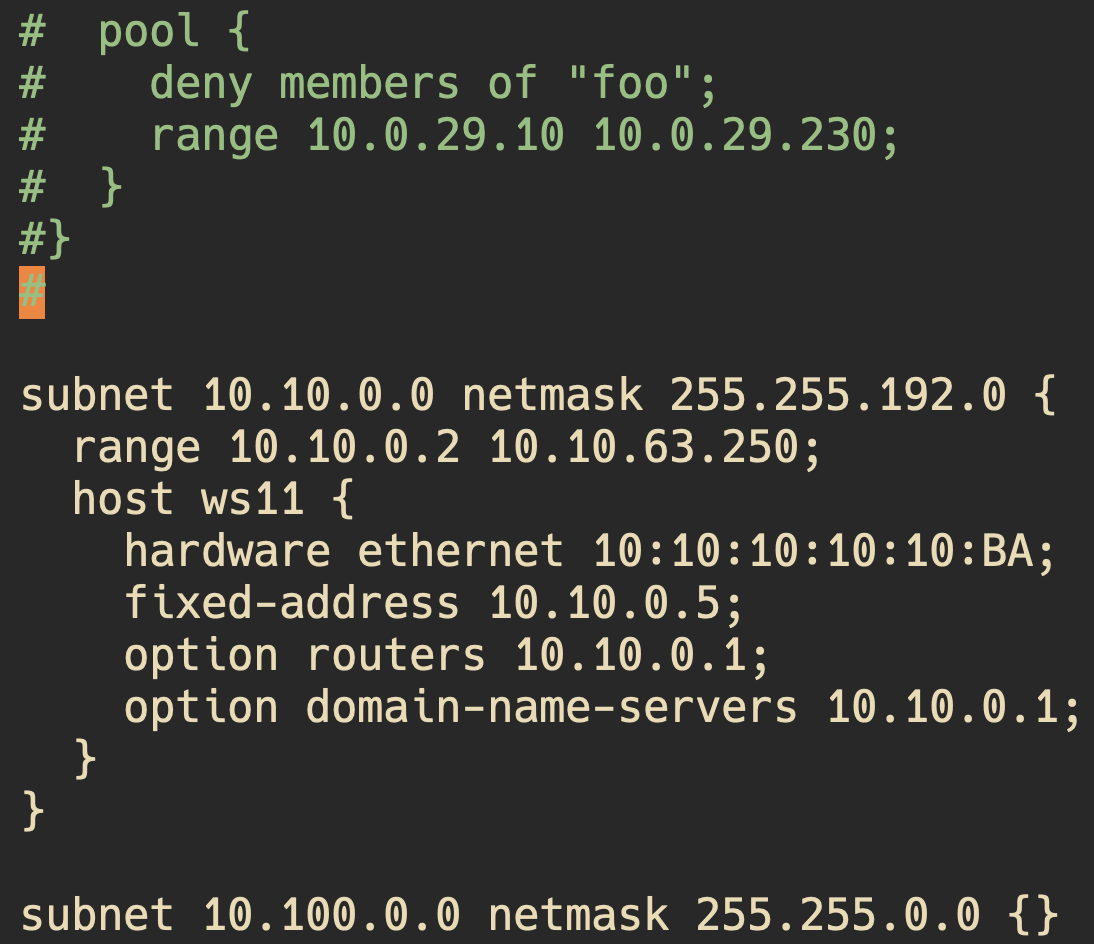 #  pool {
#    deny members of "foo";
#    range 10.0.29.10 10.0.29.230;
#  }
#}
#
subnet 10.10.0.0 netmask 255.255.192.0 {
  range 10.10.0.2 10.10.63.250;
  host ws11 {
    hardware ethernet 10:10:10:10:10:BA;
    fixed-address 10.10.0.5;
    option routers 10.10.0.1;
    option domain-name-servers 10.10.0.1;
  }
}
subnet 10.100.0.0 netmask 255.255.0.0 {}